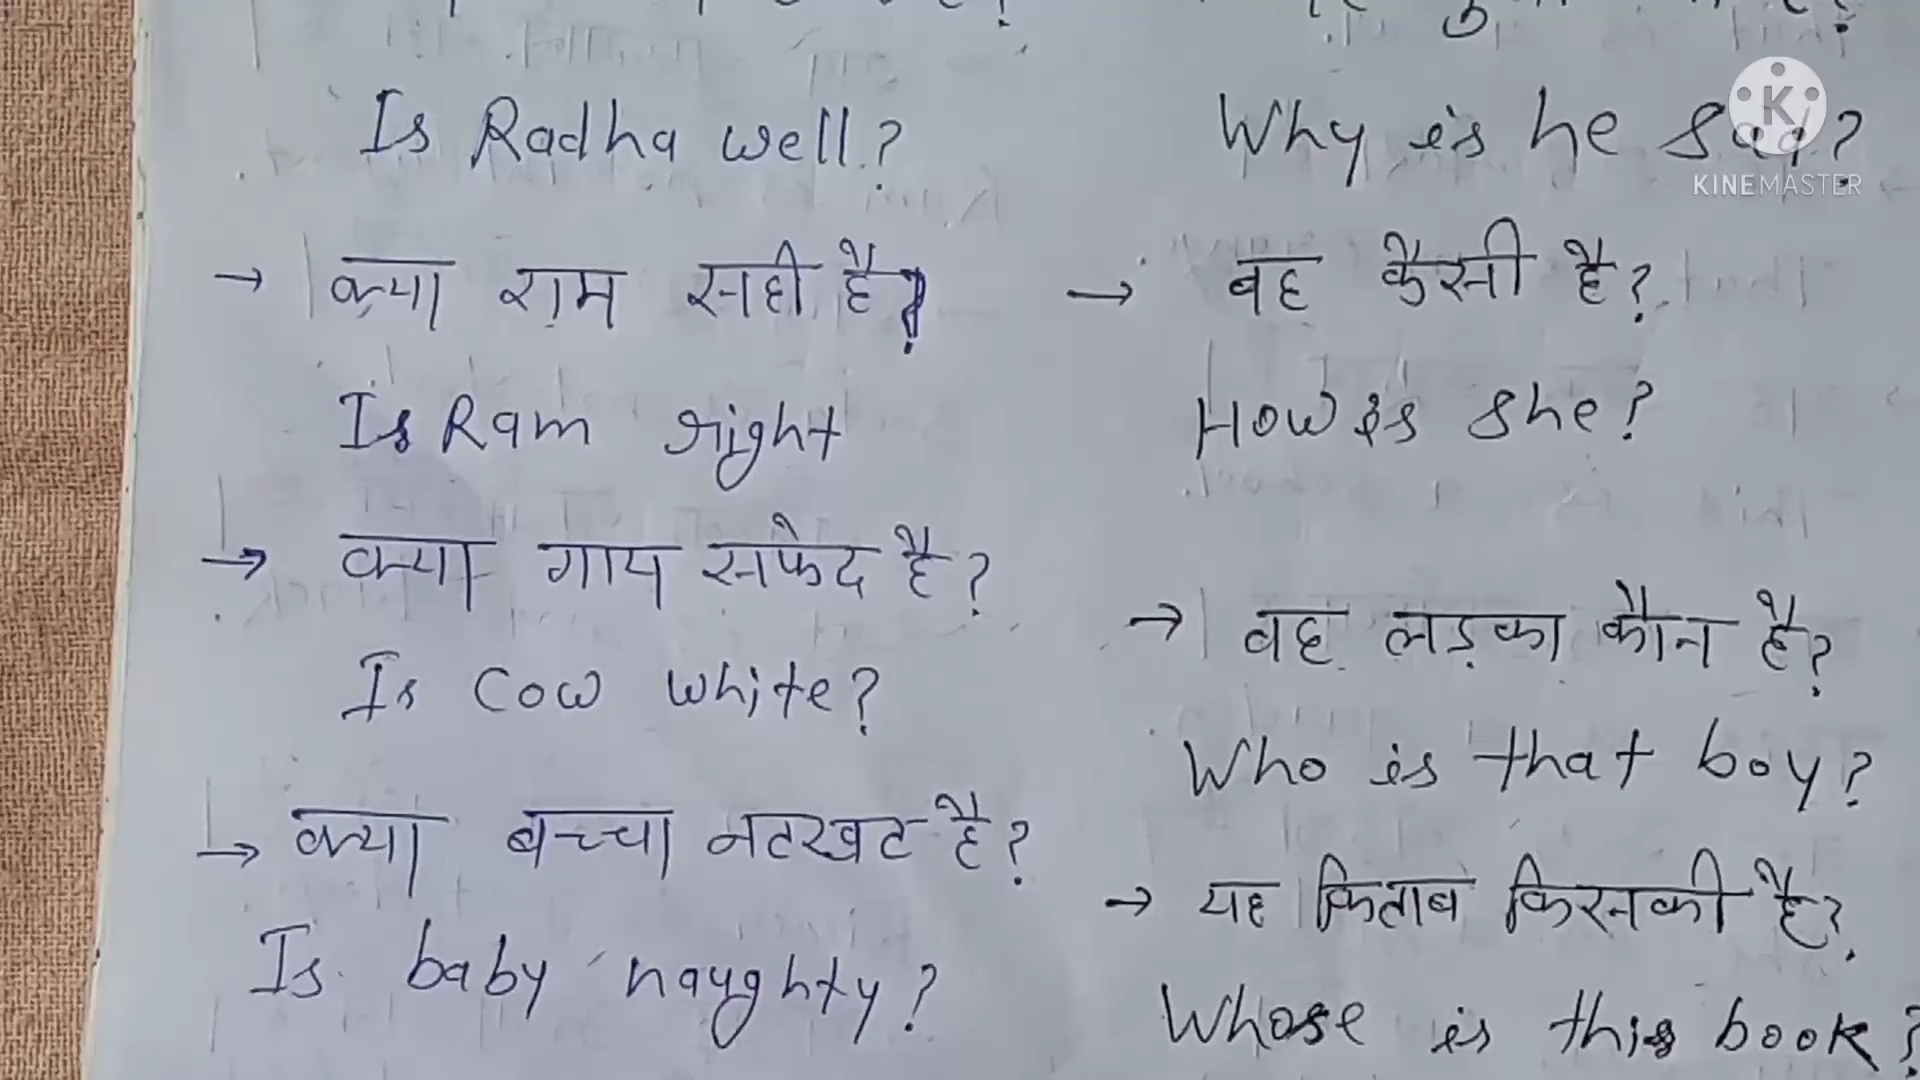 Is Radha well?
क्या राम सही है?
Is Ram right
क्या गाय सफेद है?
Is Cow white?
क्या बच्चा नटखट है?
Is baby naughty?
Why is he sad?
वह कैसी है?
How is she?
वह लड़का कौन है?
Who is that boy?
यह किताब किसकी है?
Whose is this book?
K
KINEMASTER